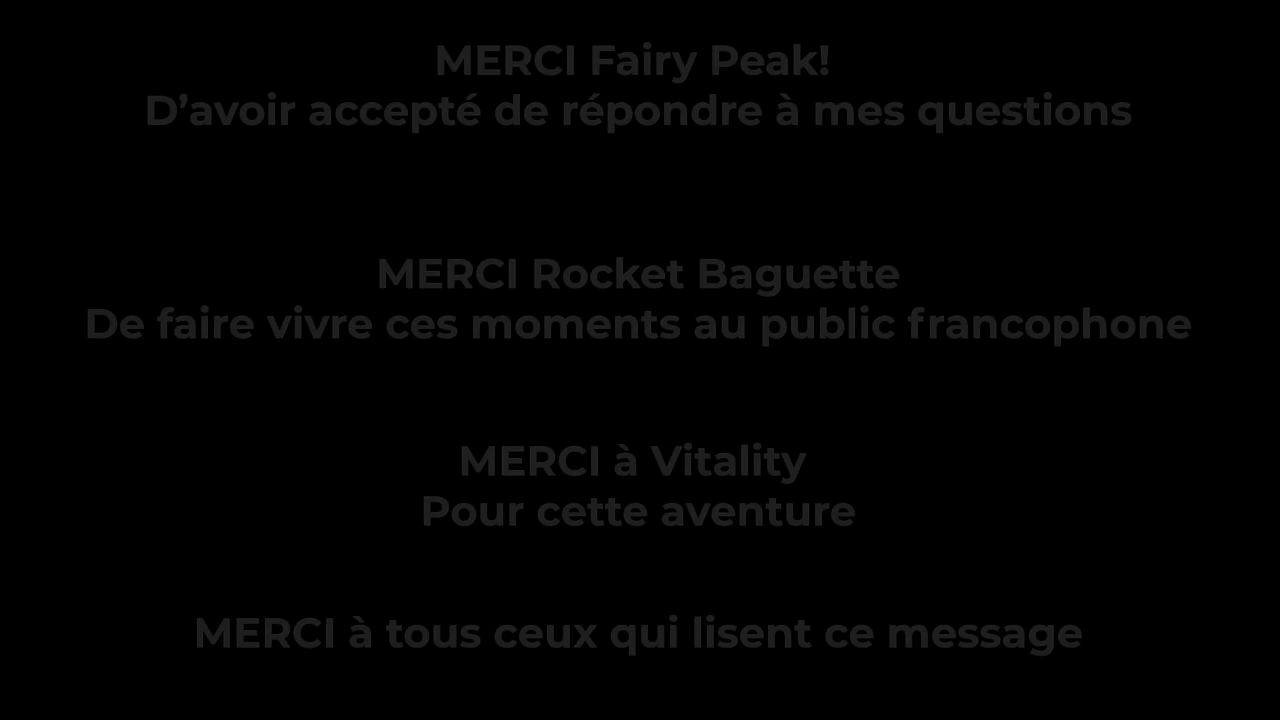 MERCI Fairy Peak!
D’avoir accepté de répondre à mes questions
MERCI Rocket Baguette
De faire vivre ces moments au public francophone
MERCI à Vitality
Pour cette aventure
MERCI à tous ceux qui lisent ce message